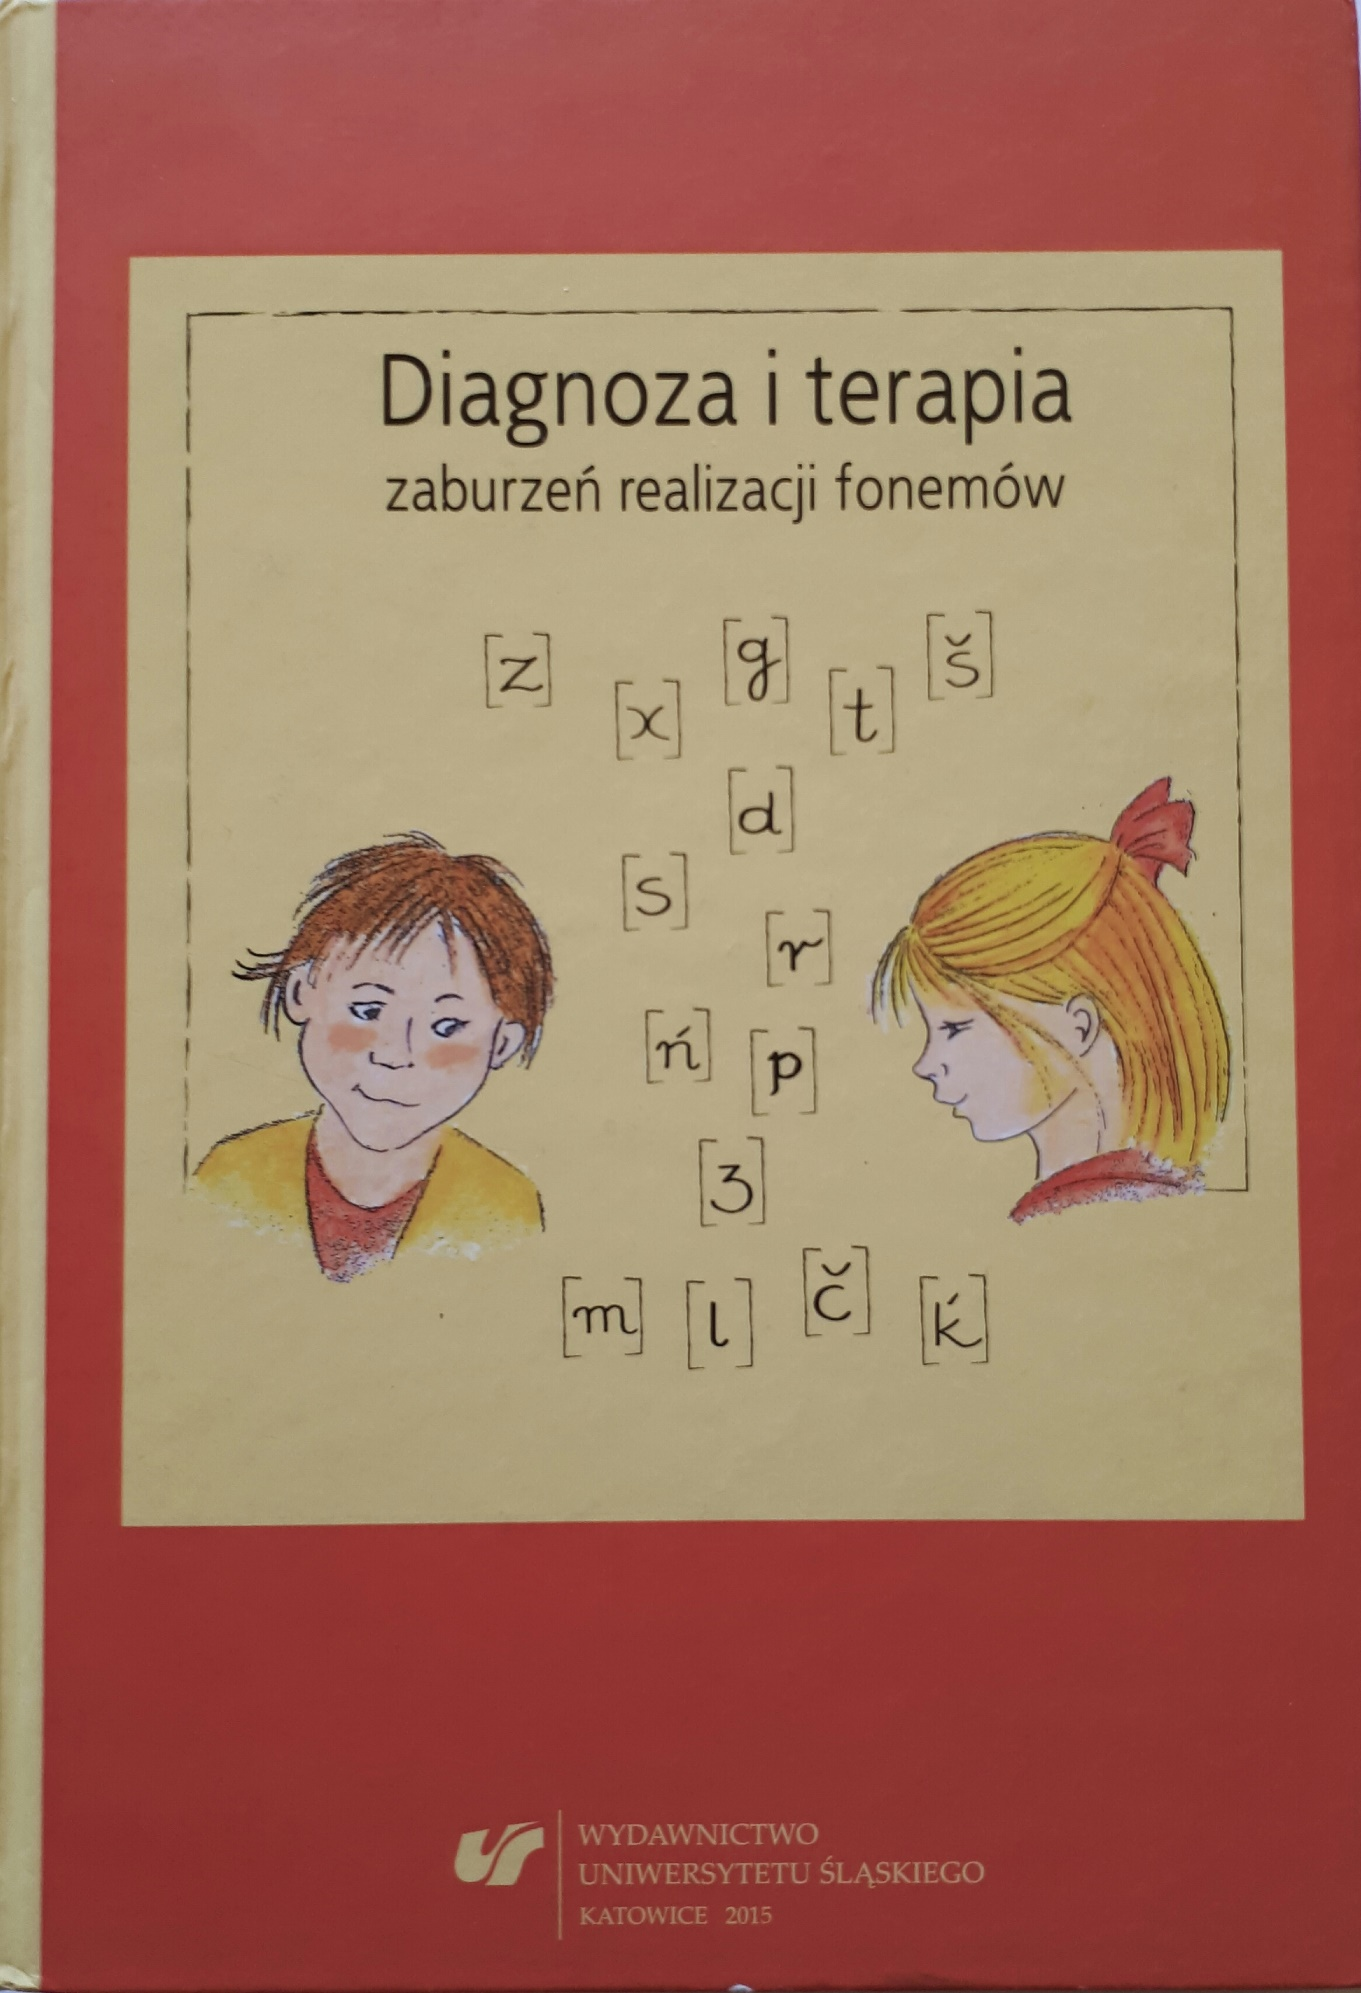 Diagnoza i terapia
zaburzeń realizacji fonemów
[z] [x] [g] [t] [š]
[d]
[s]
[r]
[ń] [p]
[ʒ]
[m] [l] [č] [ḱ]
WYDAWNICTWO
UNIWERSYTETU ŚLĄSKIEGO
KATOWICE 2015